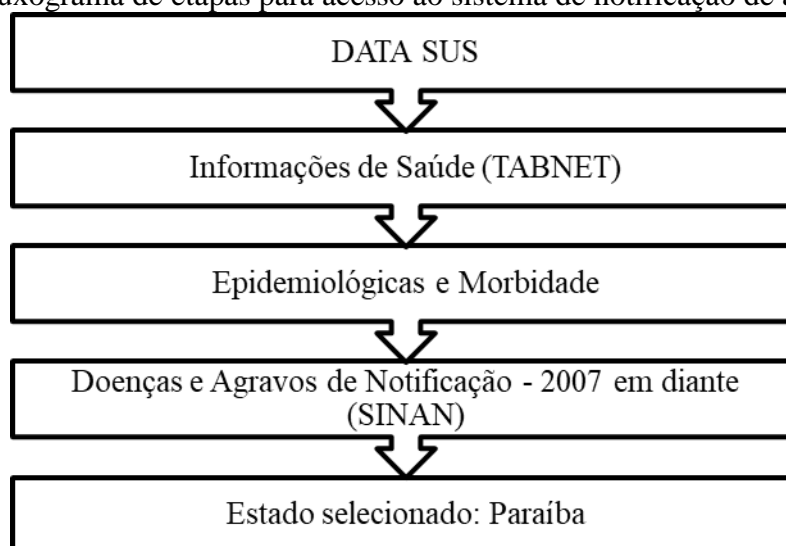 de etapas para acesso ao sistema de notificação de
DATA SUS
Informações de Saúde (TABNET)
Epidemiológicas e Morbidade
Doenças e Agravos de Notificação - 2007 em diante
(SINAN)
Estado selecionado: Paraíba